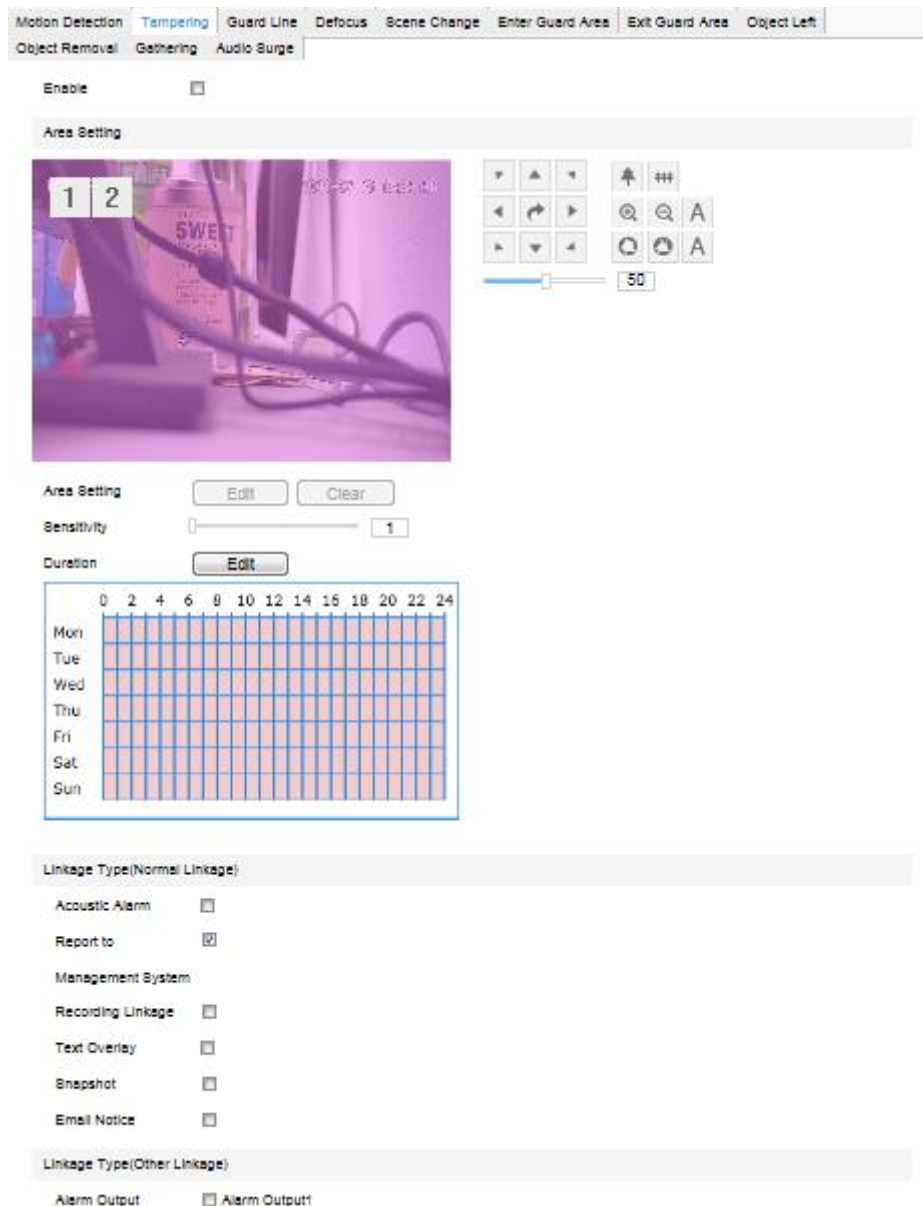 Motion Detection Tampering Guard Line Defocus Scene Change Enter Guard Area Exit Guard Area Object Left
Object Removal Gathering Audio Surge
Enable
Area Setting
1 2
SWEET
A
A
50
Area Setting Edit Clear
Sensitivity 1
Duration Edit
0 2 4 6 8 10 12 14 16 18 20 22 24
Mon
Tue
Wed
Thu
Fri
Sat
Sun
Linkage Type(Normal Linkage)
Acoustic Alarm
Report to
Management System
Recording Linkage
Text Overlay
Snapshot
Email Notice
Linkage Type(Other Linkage)
Alarm Output Alarm Output1